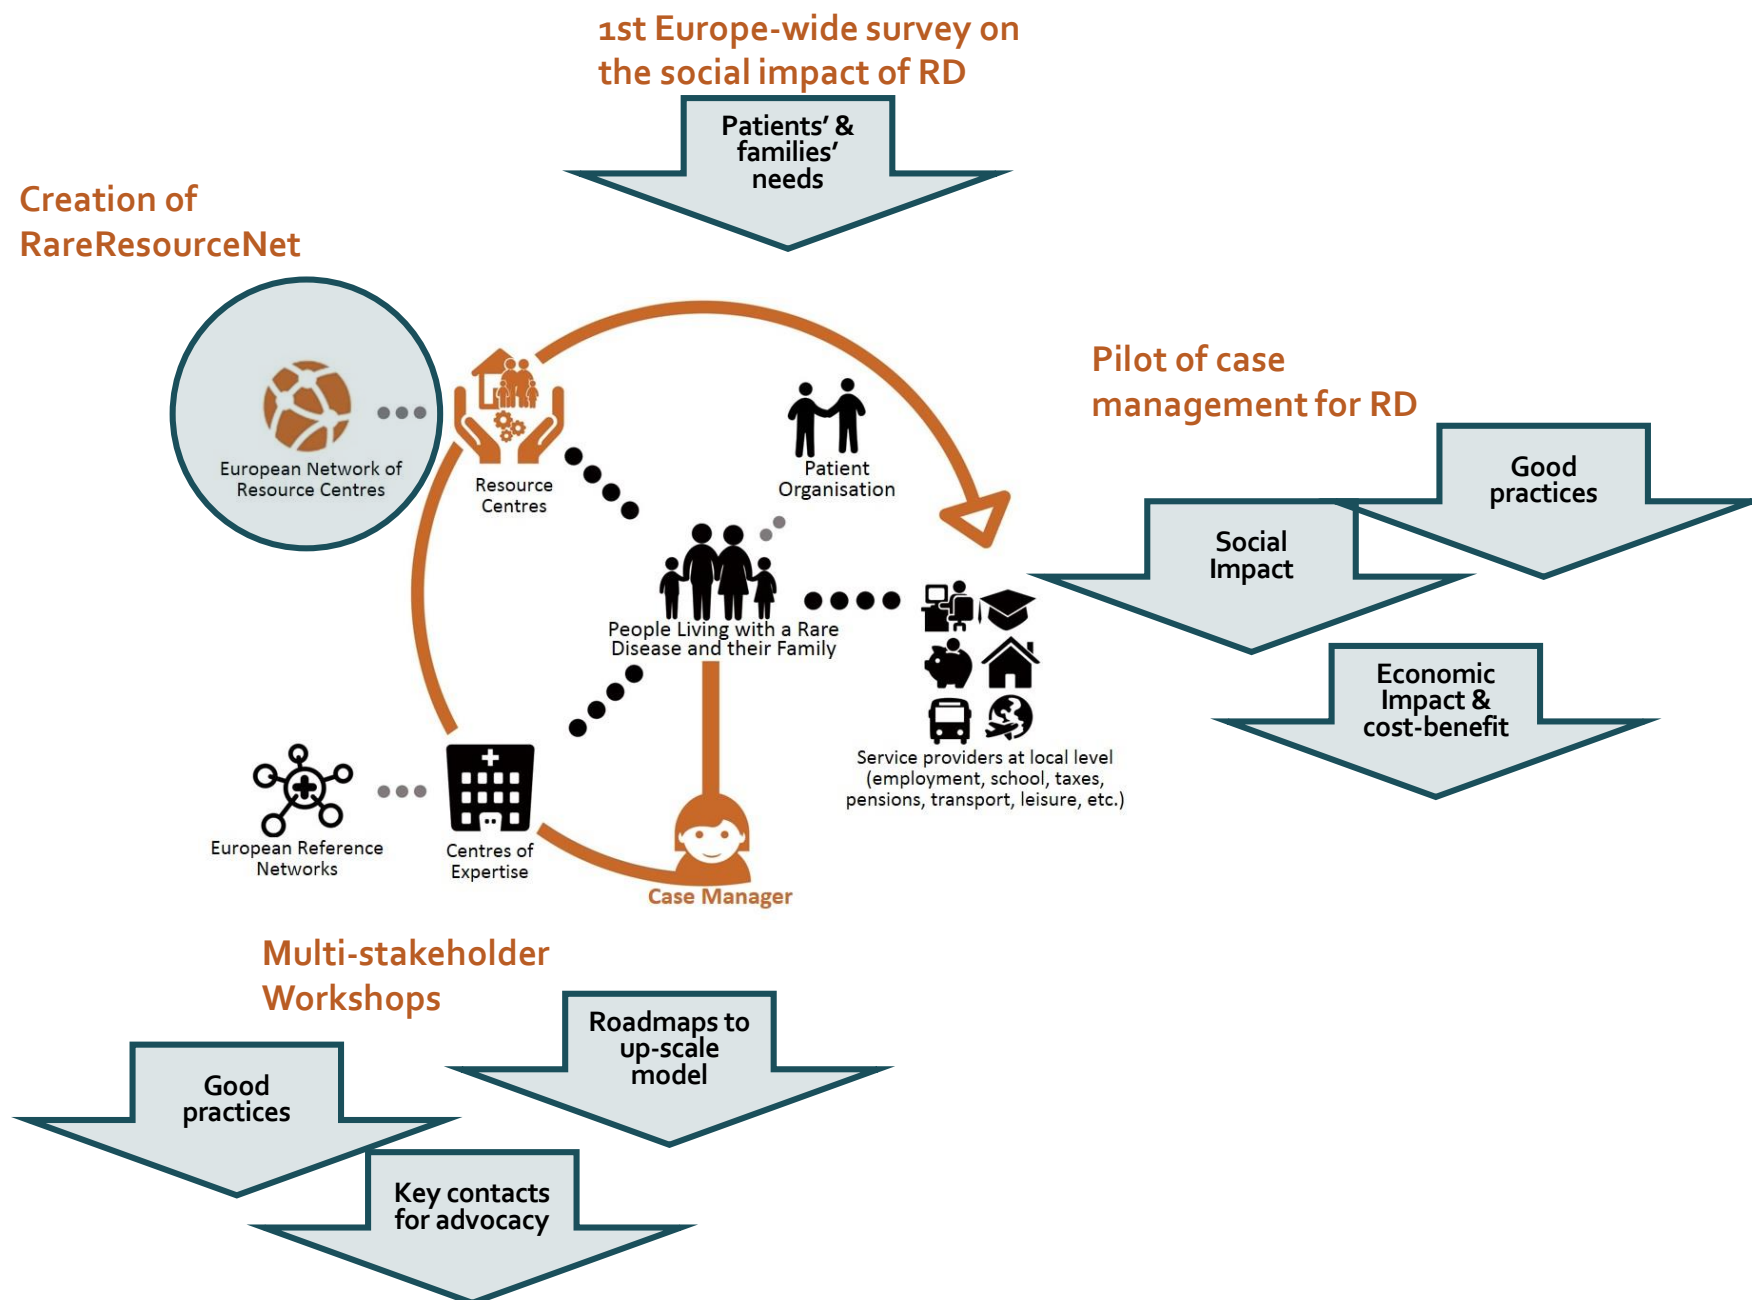 1st Europe-wide survey on
the social impact of RD
Patients' &
families'
needs
Creation of
RareResourceNet
European Network of
Resource Centres
Resource
Centres
Patient
Organisation
Pilot of case
management for RD
Good
practices
Social
Impact
Economic
Impact &
cost-benefit
People Living with a Rare
Disease and their Family
Service providers at local level
(employment, school, taxes,
pensions, transport, leisure, etc.)
European Reference
Networks
Centres of
Expertise
Case Manager
Multi-stakeholder
Workshops
Roadmaps to
up-scale
model
Good
practices
Key contacts
for advocacy